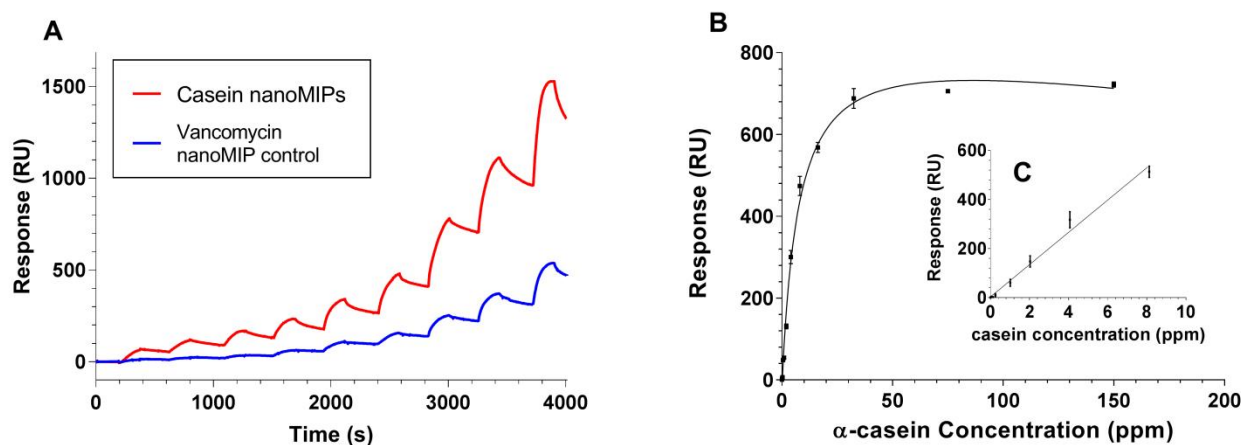 A
Casein nanoMIPs
Vancomycin
nanoMIP control
Response (RU)
1500
1000
500
0
0
1000
2000
3000
4000
Time (s)
B
Response (RU)
800
600
400
200
0
0
50
100
150
200
α-casein Concentration (ppm)
C
Response (RU)
600
400
200
0
0
2
4
6
8
10
casein concentration (ppm)